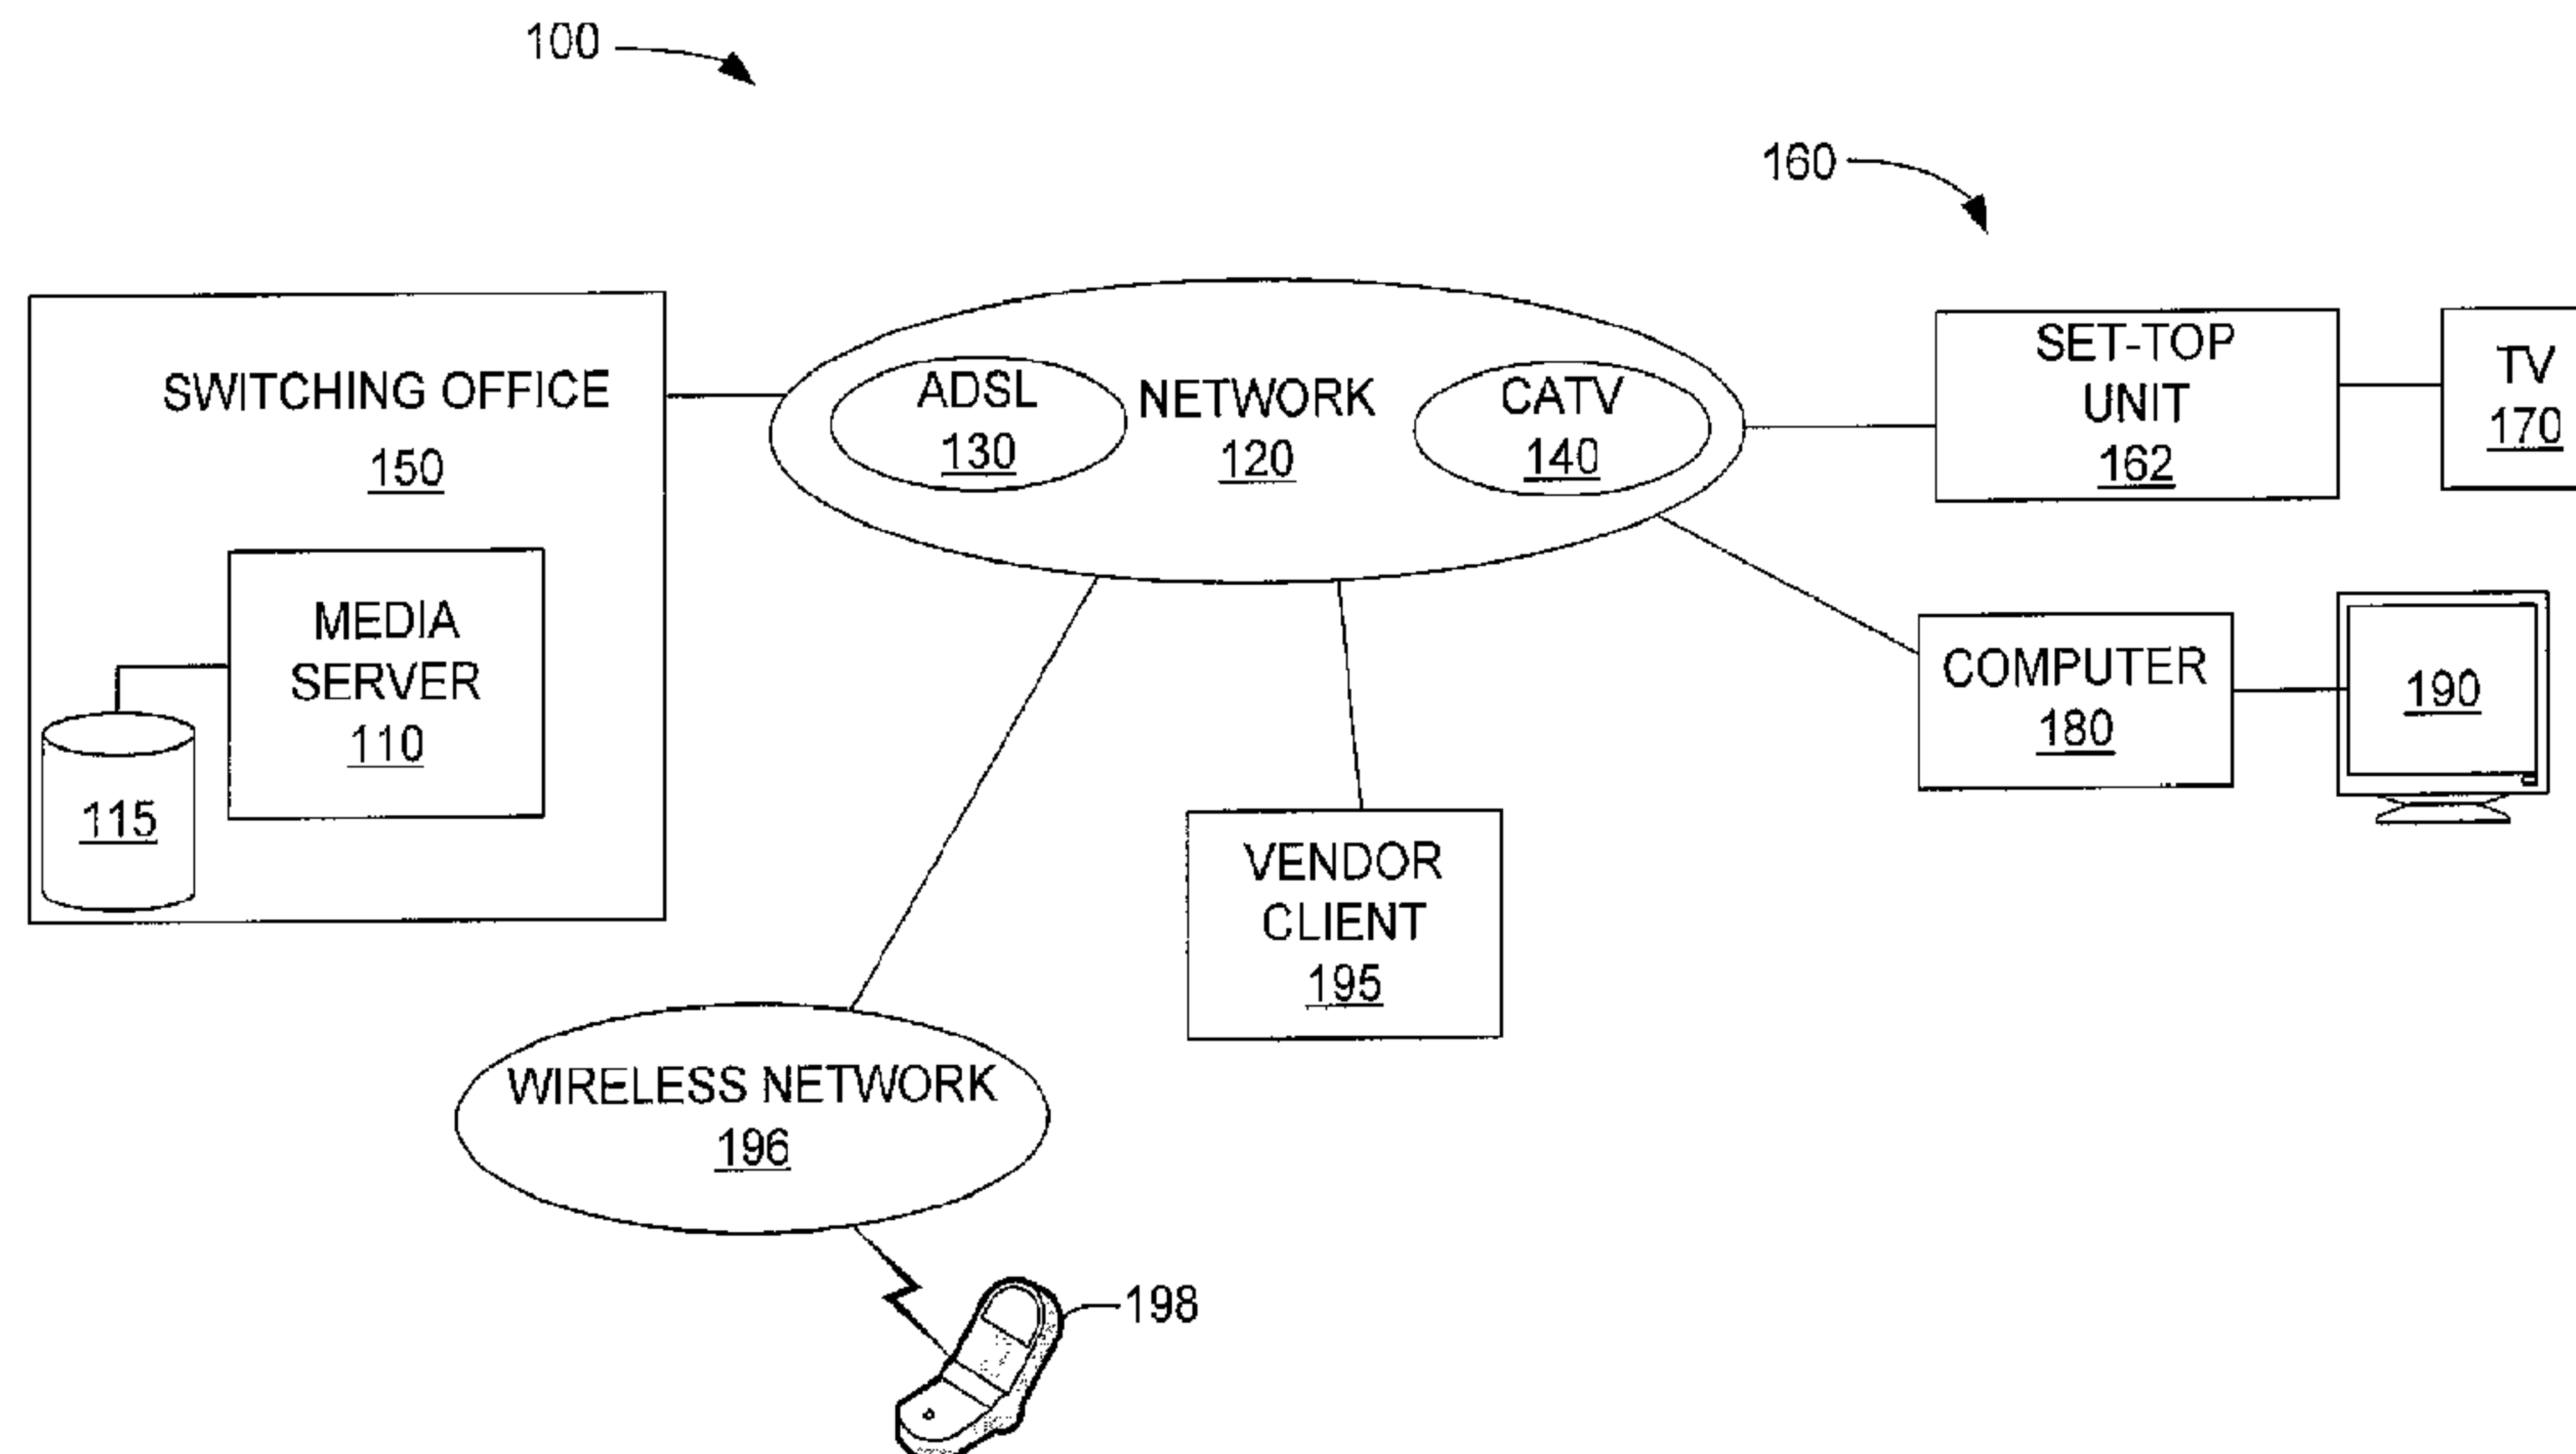 100
160
SWITCHING OFFICE
150
MEDIA
SERVER
110
115
ADSL
130
NETWORK
120
CATV
140
SET-TOP
UNIT
162
TV
170
COMPUTER
180
190
VENDOR
CLIENT
195
WIRELESS NETWORK
196
198